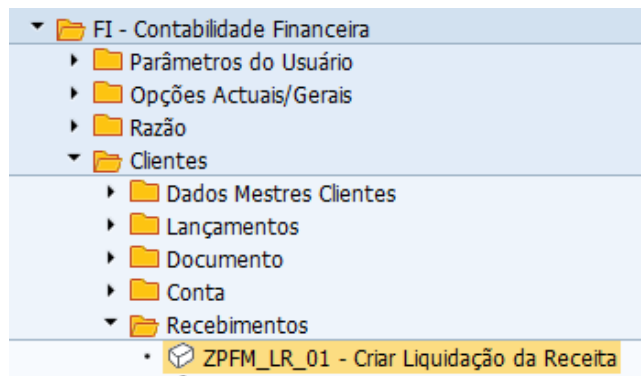 FI - Contabilidade Financeira
Parâmetros do Usuário
Opções Actuais/Gerais
Razão
Clientes
Dados Mestres Clientes
Lançamentos
Documento
Conta
Recebimentos
ZPFM_LR_01 - Criar Liquidação da Receita